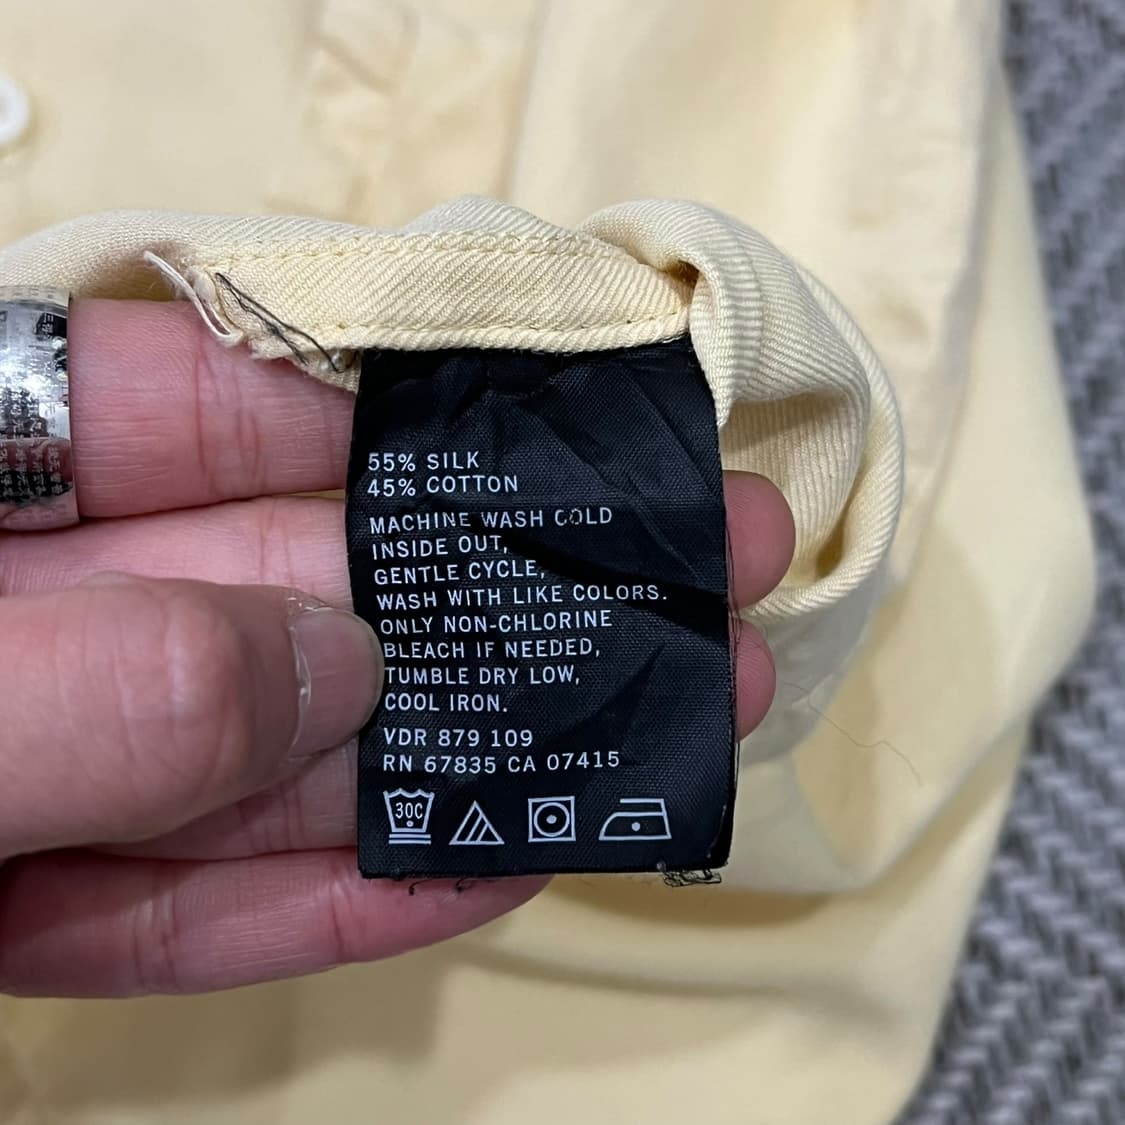 55% SILK
45% COTTON
MACHINE WASH COLD
INSIDE OUT,
GENTLE CYCLE,
WASH WITH LIKE COLORS.
ONLY NON-CHLORINE
BLEACH IF NEEDED,
TUMBLE DRY LOW,
COOL IRON.
VDR 879 109
RN 67835 CA 07415
30C